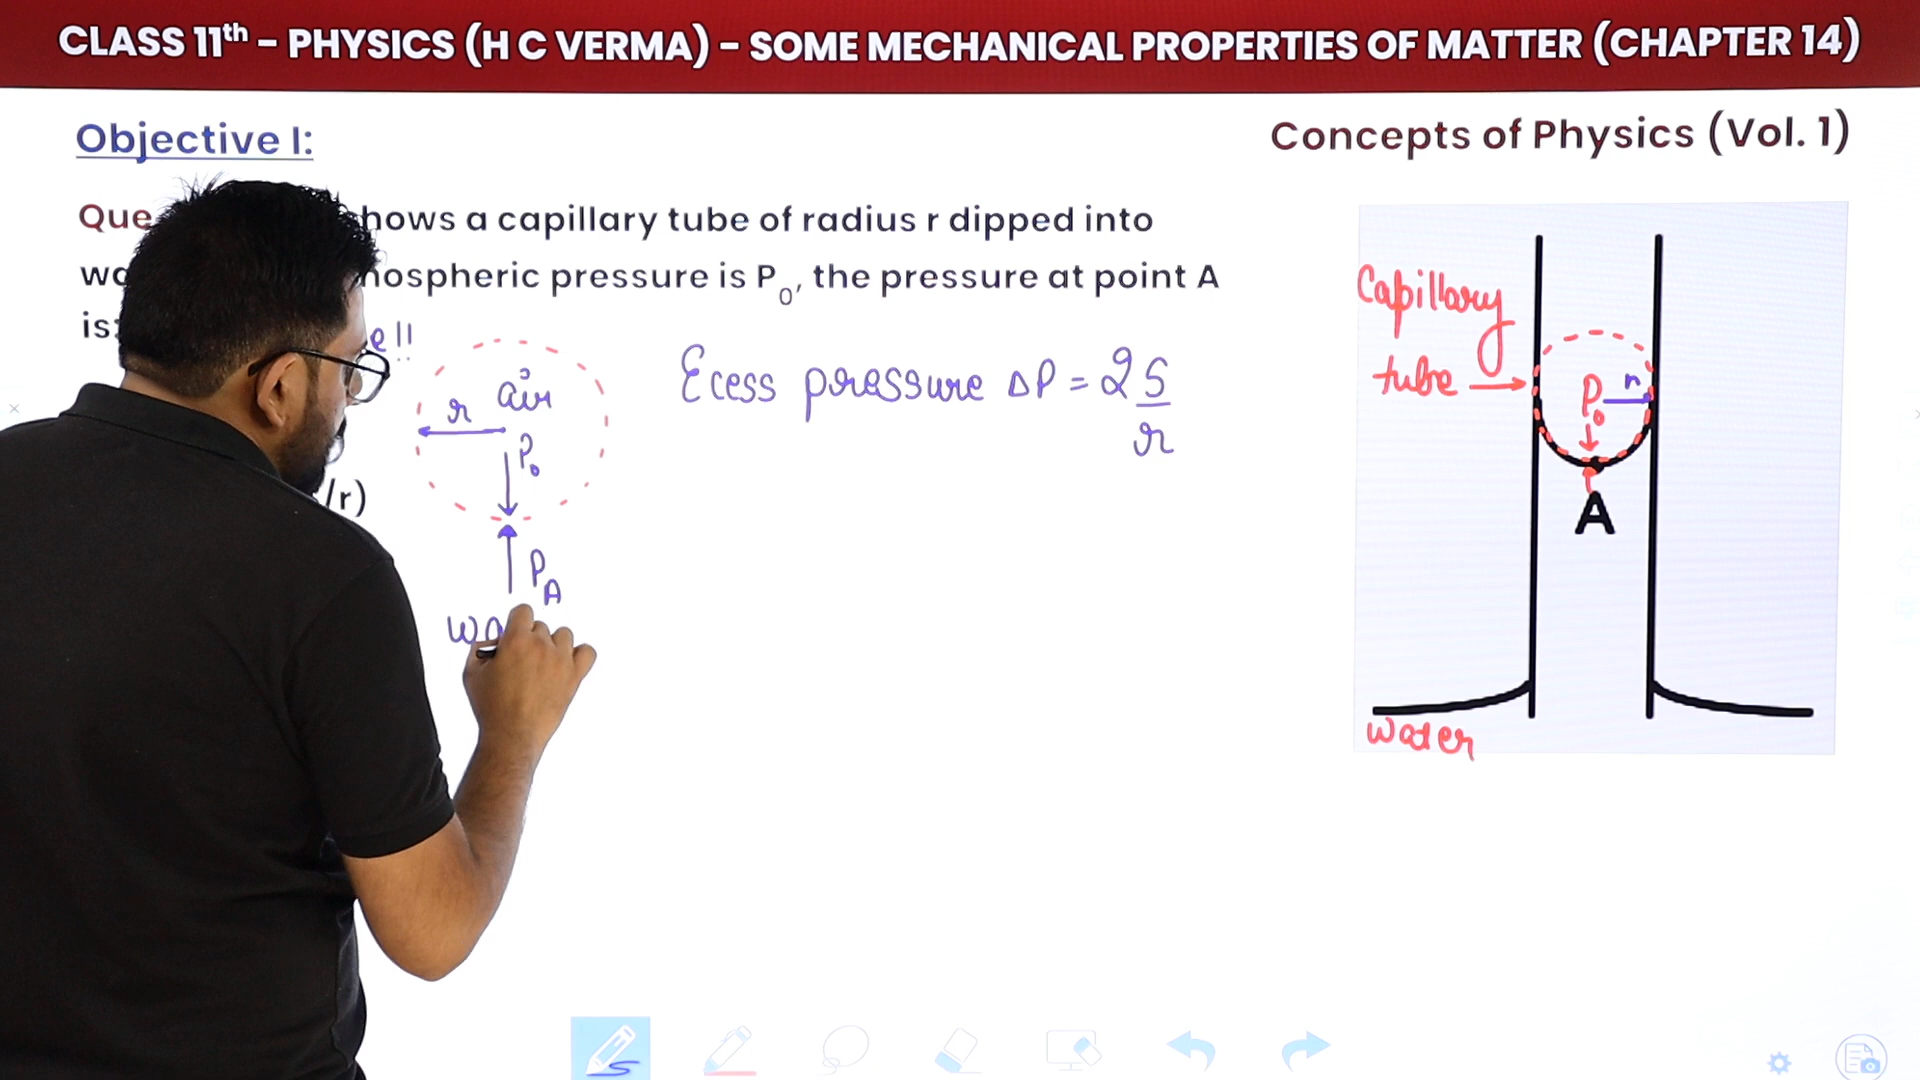 CLASS 11th – PHYSICS (H C VERMA) – SOME MECHANICAL PROPERTIES OF MATTER (CHAPTER 14)
Objective I:
Concepts of Physics (Vol. 1)
Que hows a capillary tube of radius r dipped into
mospheric pressure is P0, the pressure at point A
is:
e!!
air
r
P0
/r)
PA
wa
Ecess pressure ΔP = 2S/r
Capillary
tube
P0
r
A
water